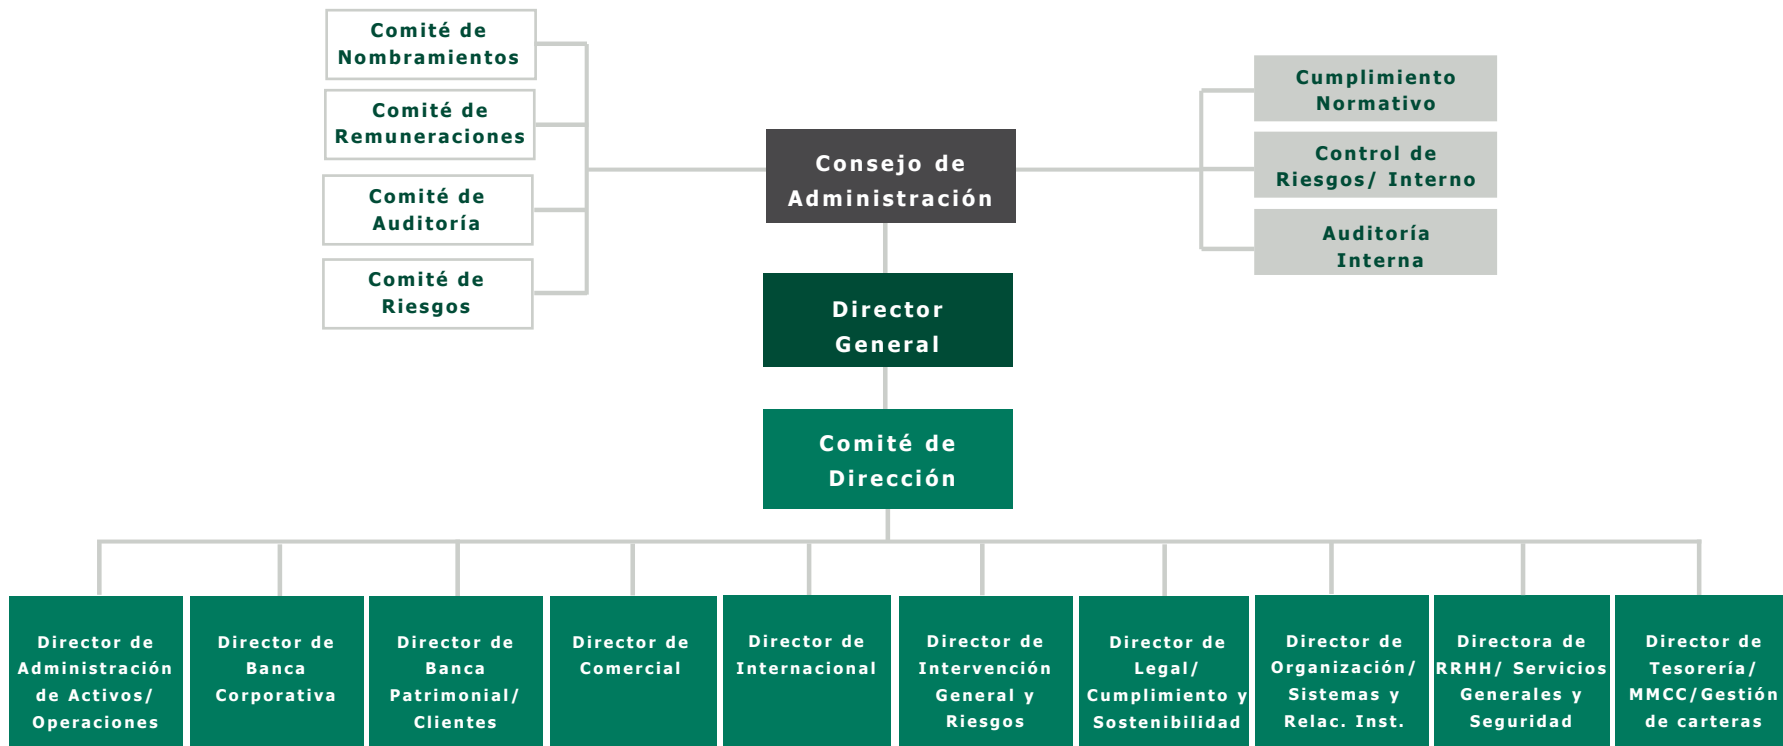 Comité de
Nombramientos
Comité de
Remuneraciones
Comité de
Auditoría
Comité de
Riesgos
Consejo de
Administración
Cumplimiento
Normativo
Control de
Riesgos/ Interno
Auditoría
Interna
Director
General
Comité de
Dirección
Director de
Administración
de Activos/
Operaciones
Director de
Banca
Corporativa
Director de
Banca
Patrimonial/
Clientes
Director de
Comercial
Director de
Internacional
Director de
Intervención
General y
Riesgos
Director de
Legal/
Cumplimiento y
Sostenibilidad
Director de
Organización/
Sistemas y
Relac. Inst.
Directora de
RRHH/ Servicios
Generales y
Seguridad
Director de
Tesorería/
MMCC/Gestión
de carteras